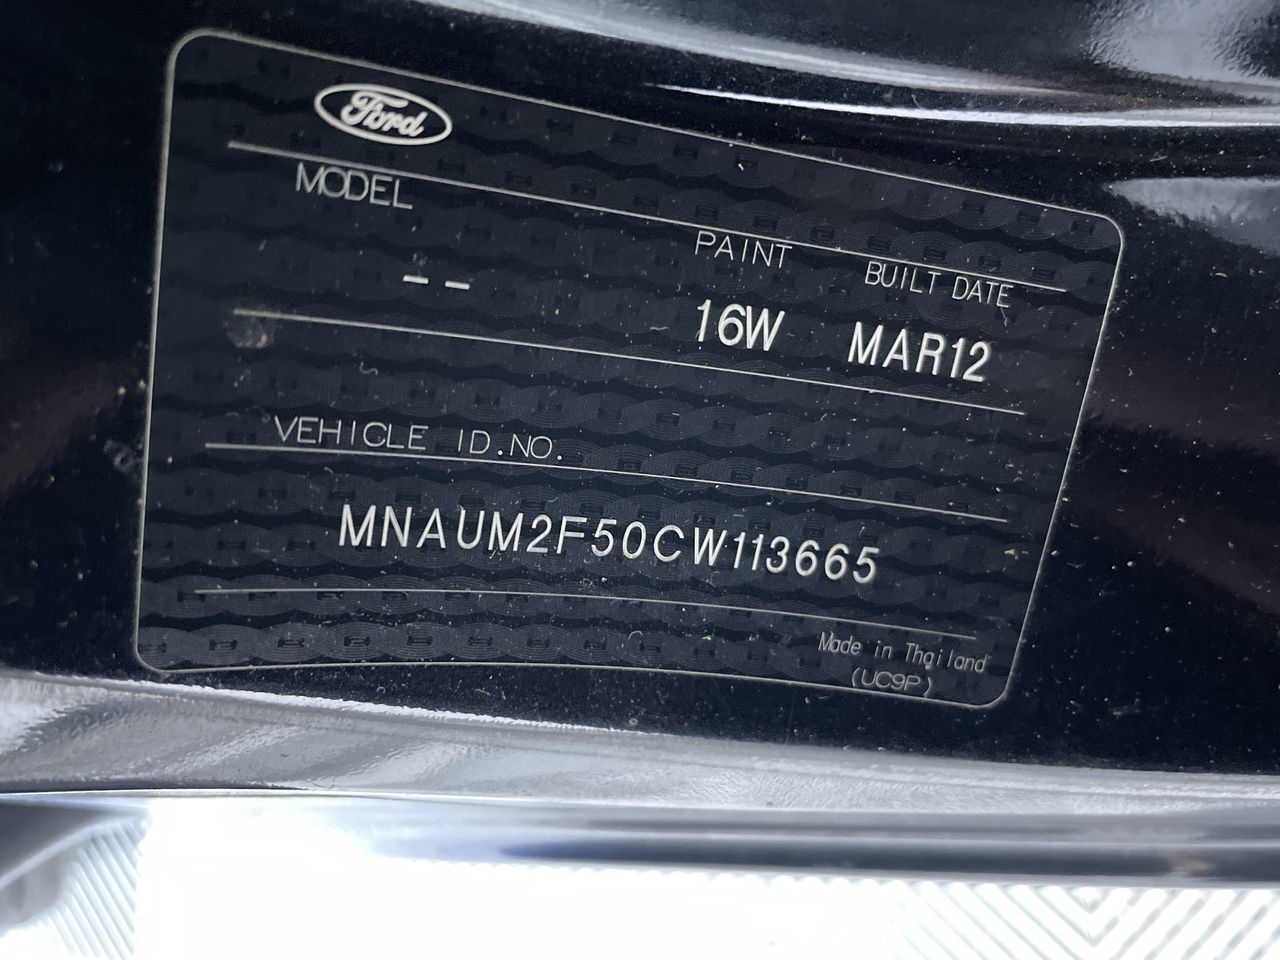 Ford
MODEL PAINT BUILT DATE
-- 16W MAR12
VEHICLE ID.NO.
MNAUM2F50CW113665
Made in Thailand
(UC9P)